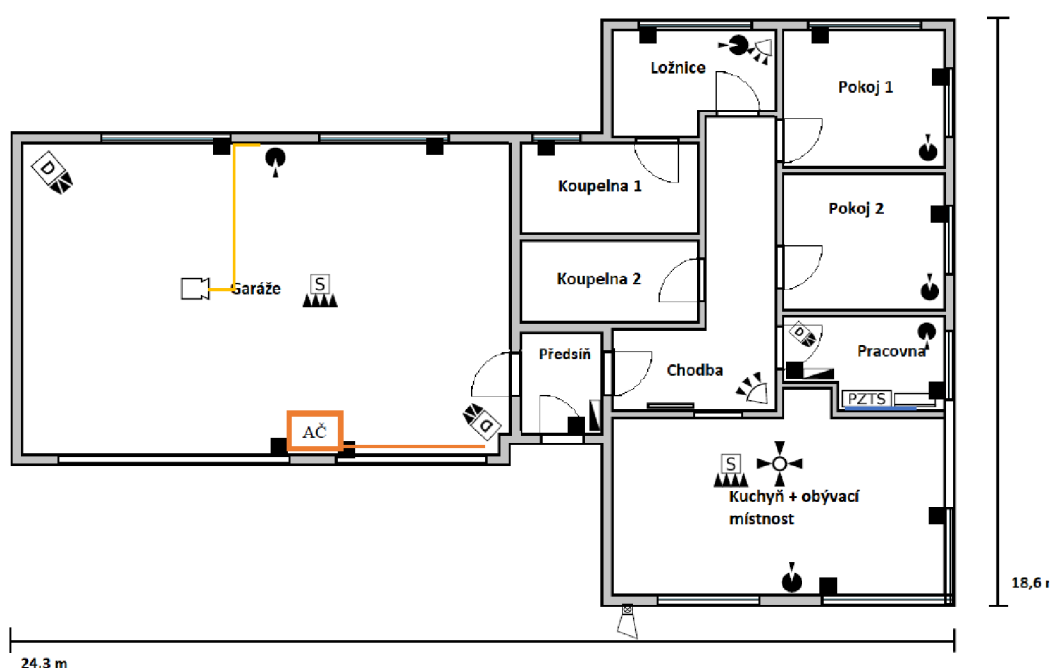 Ložnice
Pokoj 1
D
Koupelna 1
Pokoj 2
Koupelna 2
S
Garáže
Předsíň
Chodba
D
Pracovna
PZTS
D
AČ
S
Kuchyň + obývací
místnost
18,6 m
24,3 m